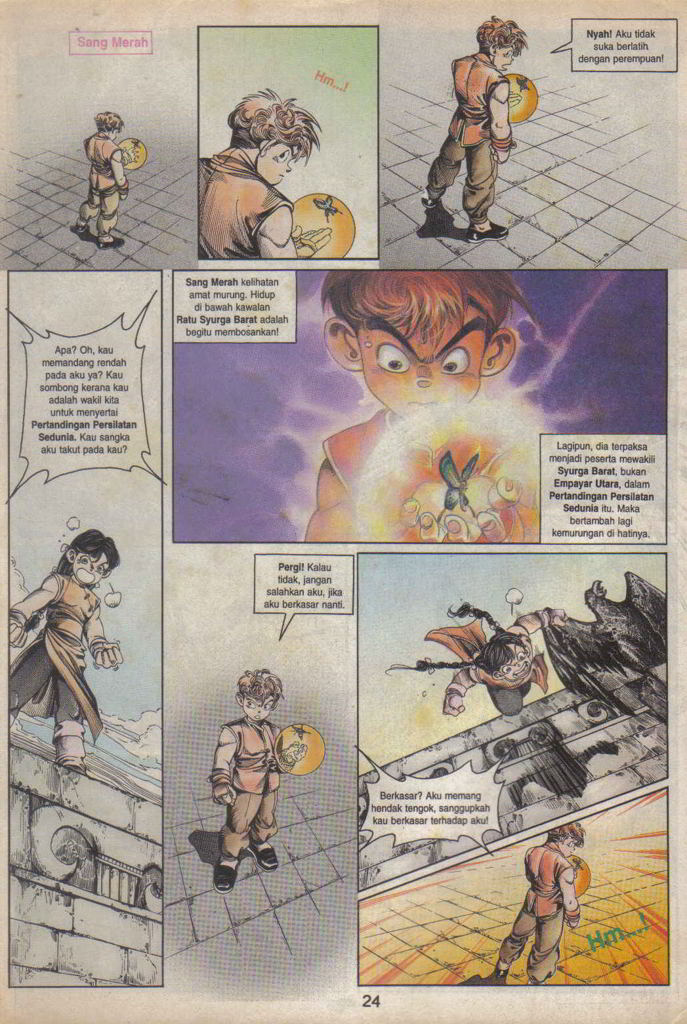 Sang Merah
Hm...!
Nyah! Aku tidak
suka berlatih
dengan perempuan!
Apa? Oh, kau
memandang rendah
pada aku ya? Kau
sombong kerana kau
adalah wakil kita
untuk menyertai
Pertandingan Persilatan
Sedunia. Kau sangka
aku takut pada kau?
Sang Merah kelihatan
amat murung. Hidup
di bawah kawalan
Ratu Syurga Barat adalah
begitu membosankan!
Lagipun, dia terpaksa
menjadi peserta mewakili
Syurga Barat, bukan
Empayar Utara, dalam
Pertandingan Persilatan
Sedunia itu. Maka
bertambah lagi
kemurungan di hatinya.
Pergi! Kalau
tidak, jangan
salahkan aku, jika
aku berkasar nanti.
Berkasar? Aku memang
hendak tengok, sanggupkah
kau berkasar terhadap aku!
Hm...!
24